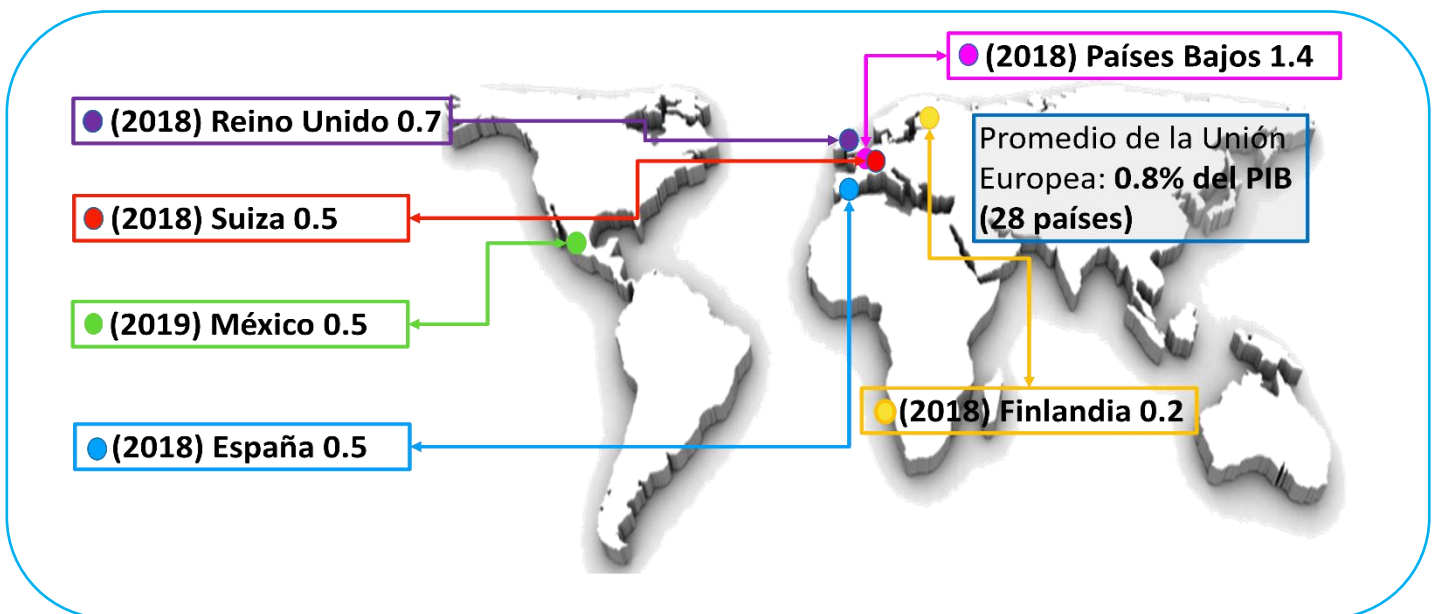 (2018) Países Bajos 1.4
(2018) Reino Unido 0.7
Promedio de la Unión
Europea: 0.8% del PIB
(28 países)
(2018) Suiza 0.5
(2019) México 0.5
(2018) Finlandia 0.2
(2018) España 0.5